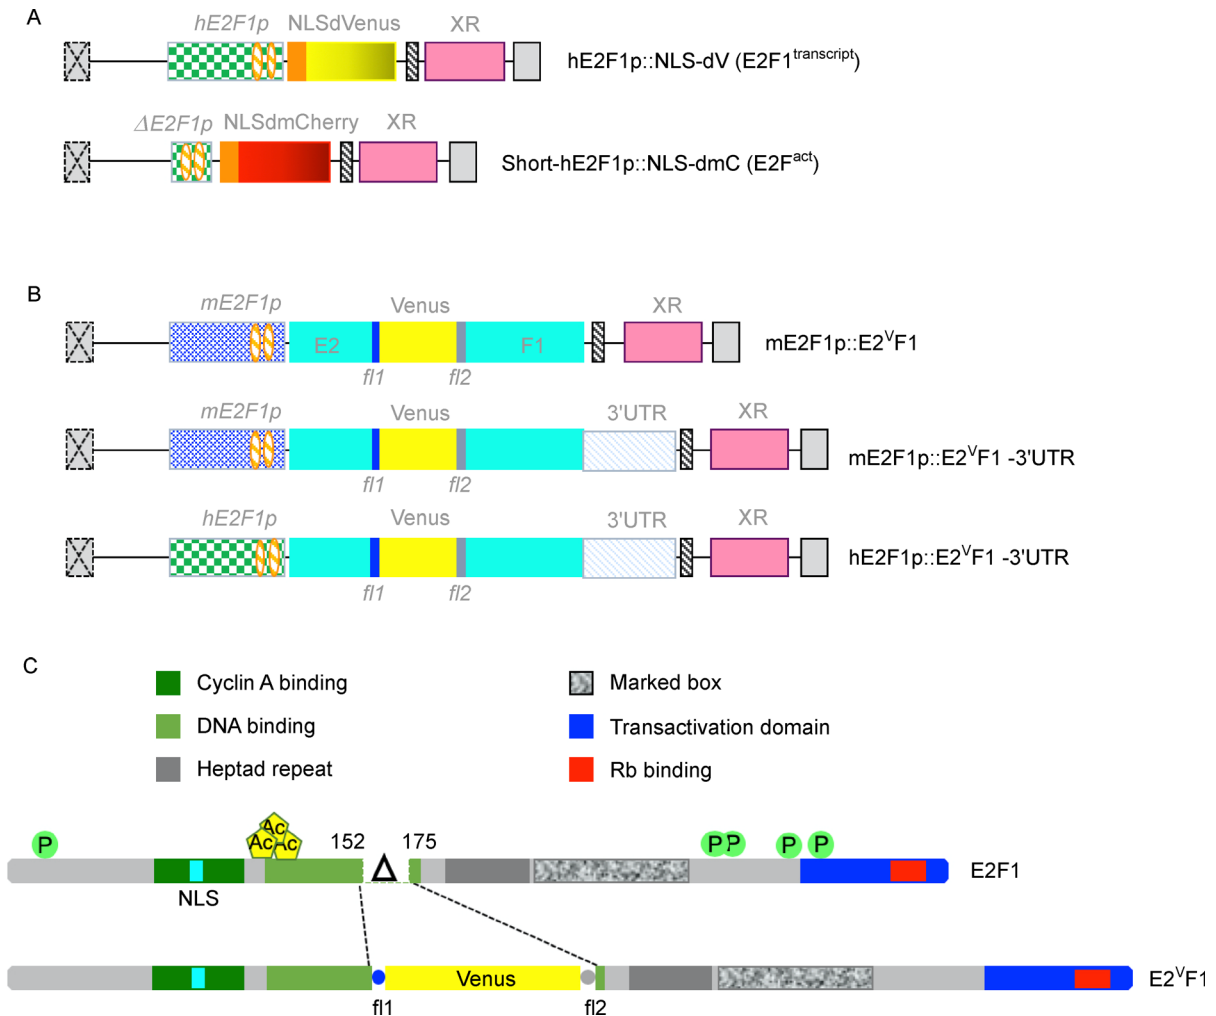 A
hE2F1p NLSdVenus XR
hE2F1p::NLS-dV (E2F1transcript)
ΔE2F1p NLSdmCherry XR
Short-hE2F1p::NLS-dmC (E2Fact)
B
mE2F1p Venus XR
E2 F1
mE2F1p::E2VF1
fl1 fl2
mE2F1p Venus 3'UTR XR
mE2F1p::E2VF1 -3'UTR
fl1 fl2
hE2F1p Venus 3'UTR XR
hE2F1p::E2VF1 -3'UTR
fl1 fl2
C
Cyclin A binding Marked box
DNA binding Transactivation domain
Heptad repeat Rb binding
P Ac Ac Ac 152 175 P P P P
Δ E2F1
NLS
Venus E2VF1
fl1 fl2